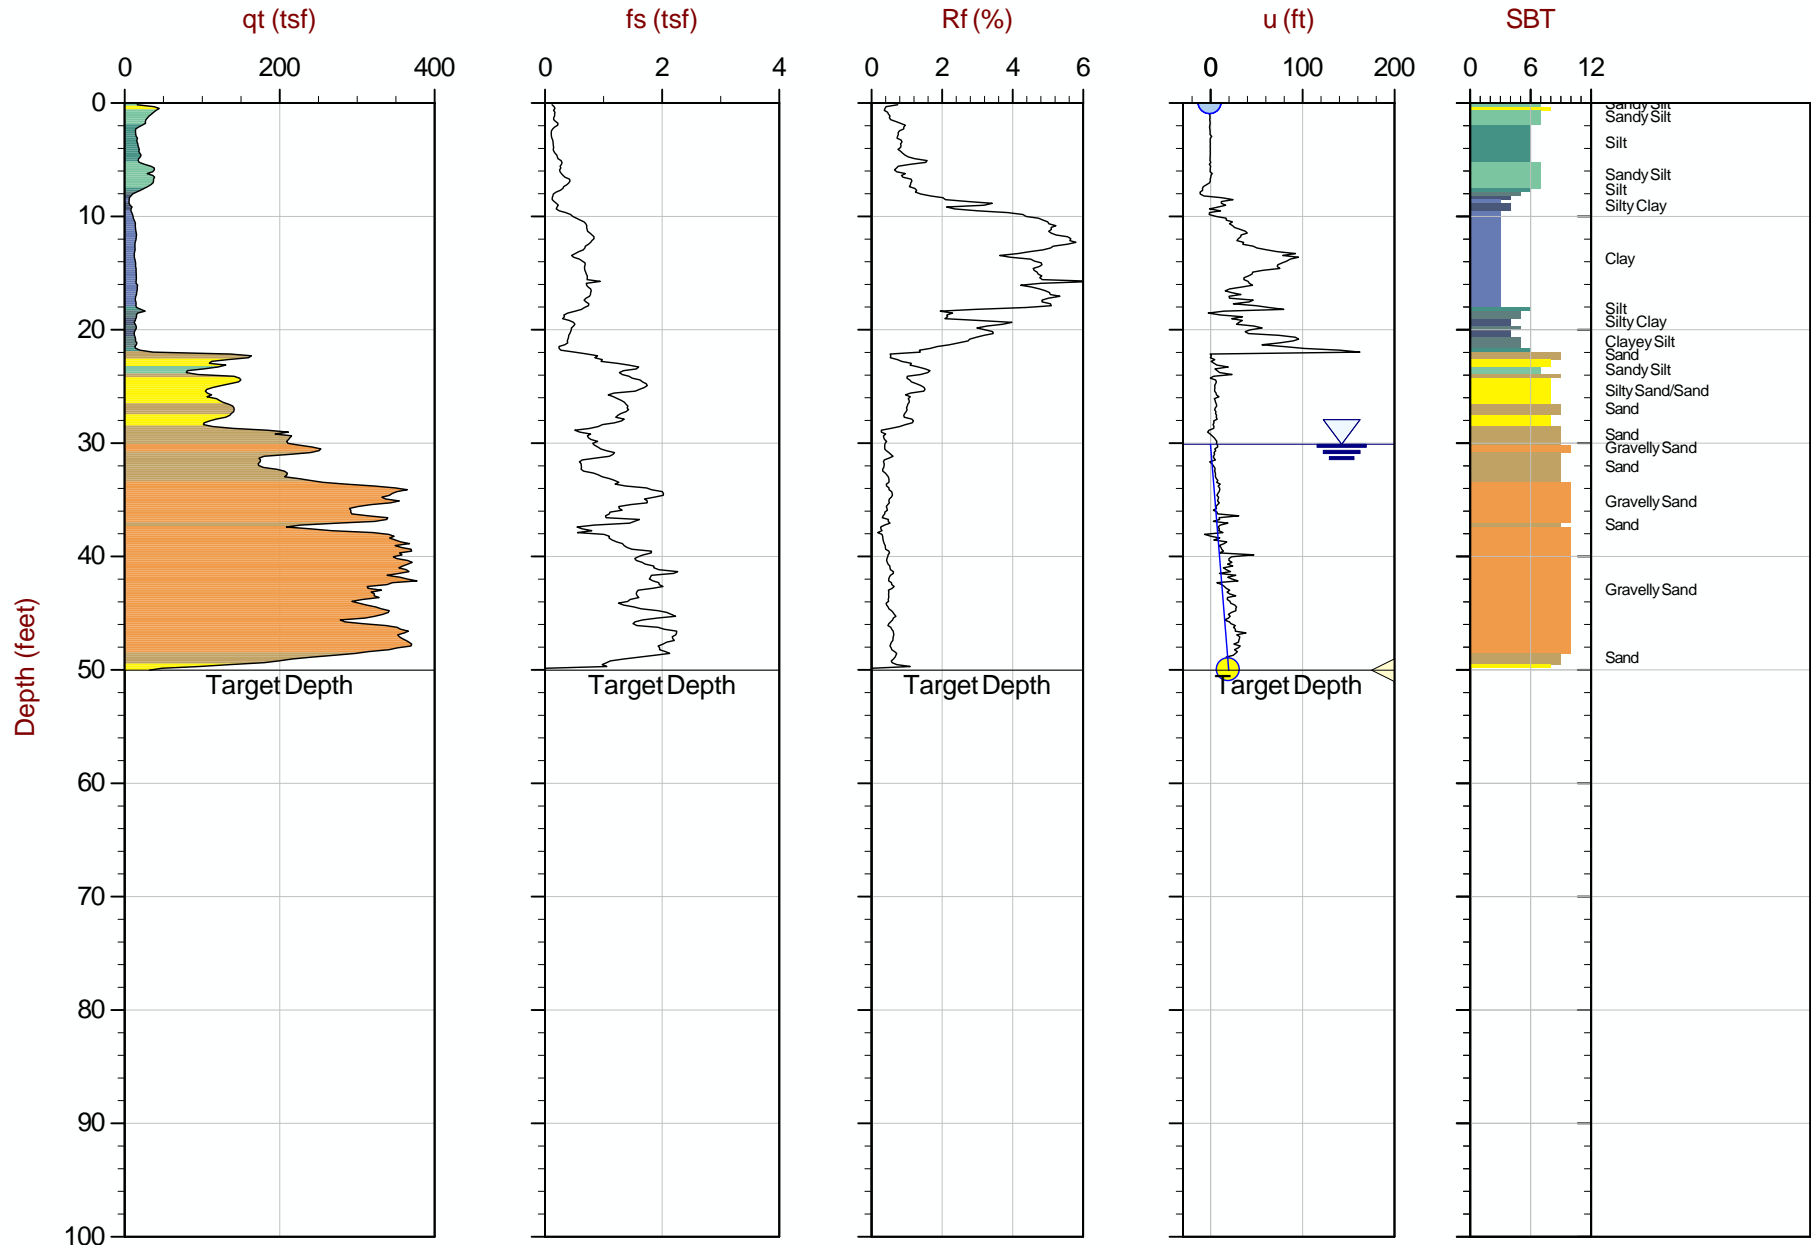 qt (tsf) fs (tsf) Rf (%) u (ft) SBT
0 200 400 0 2 4 0 2 4 6 0 100 200 0 6 12
0
Sandy Silt
Sandy Silt
Silt
Sandy Silt
Silt
Silty Clay
10
Clay
Silt
Silty Clay
20
Clayey Silt
Sand
Sandy Silt
Silty Sand/Sand
Sand
Sand
30
Gravelly Sand
Sand
Gravelly Sand
Sand
40
Gravelly Sand
Sand
50
Target Depth Target Depth Target Depth Target Depth
Depth (feet)
60
70
80
90
100